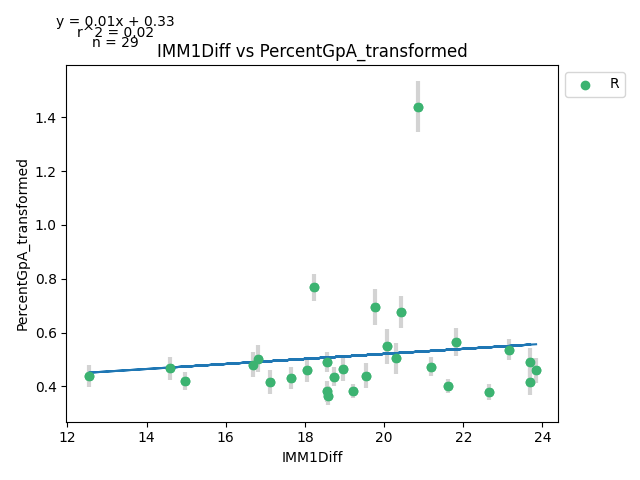 y = 0.01x + 0.33
r^2 = 0.02
n = 29
IMM1Diff vs PercentGpA_transformed
R
1.4
1.2
1.0
0.8
0.6
0.4
PercentGpA_transformed
12 14 16 18 20 22 24
IMM1Diff